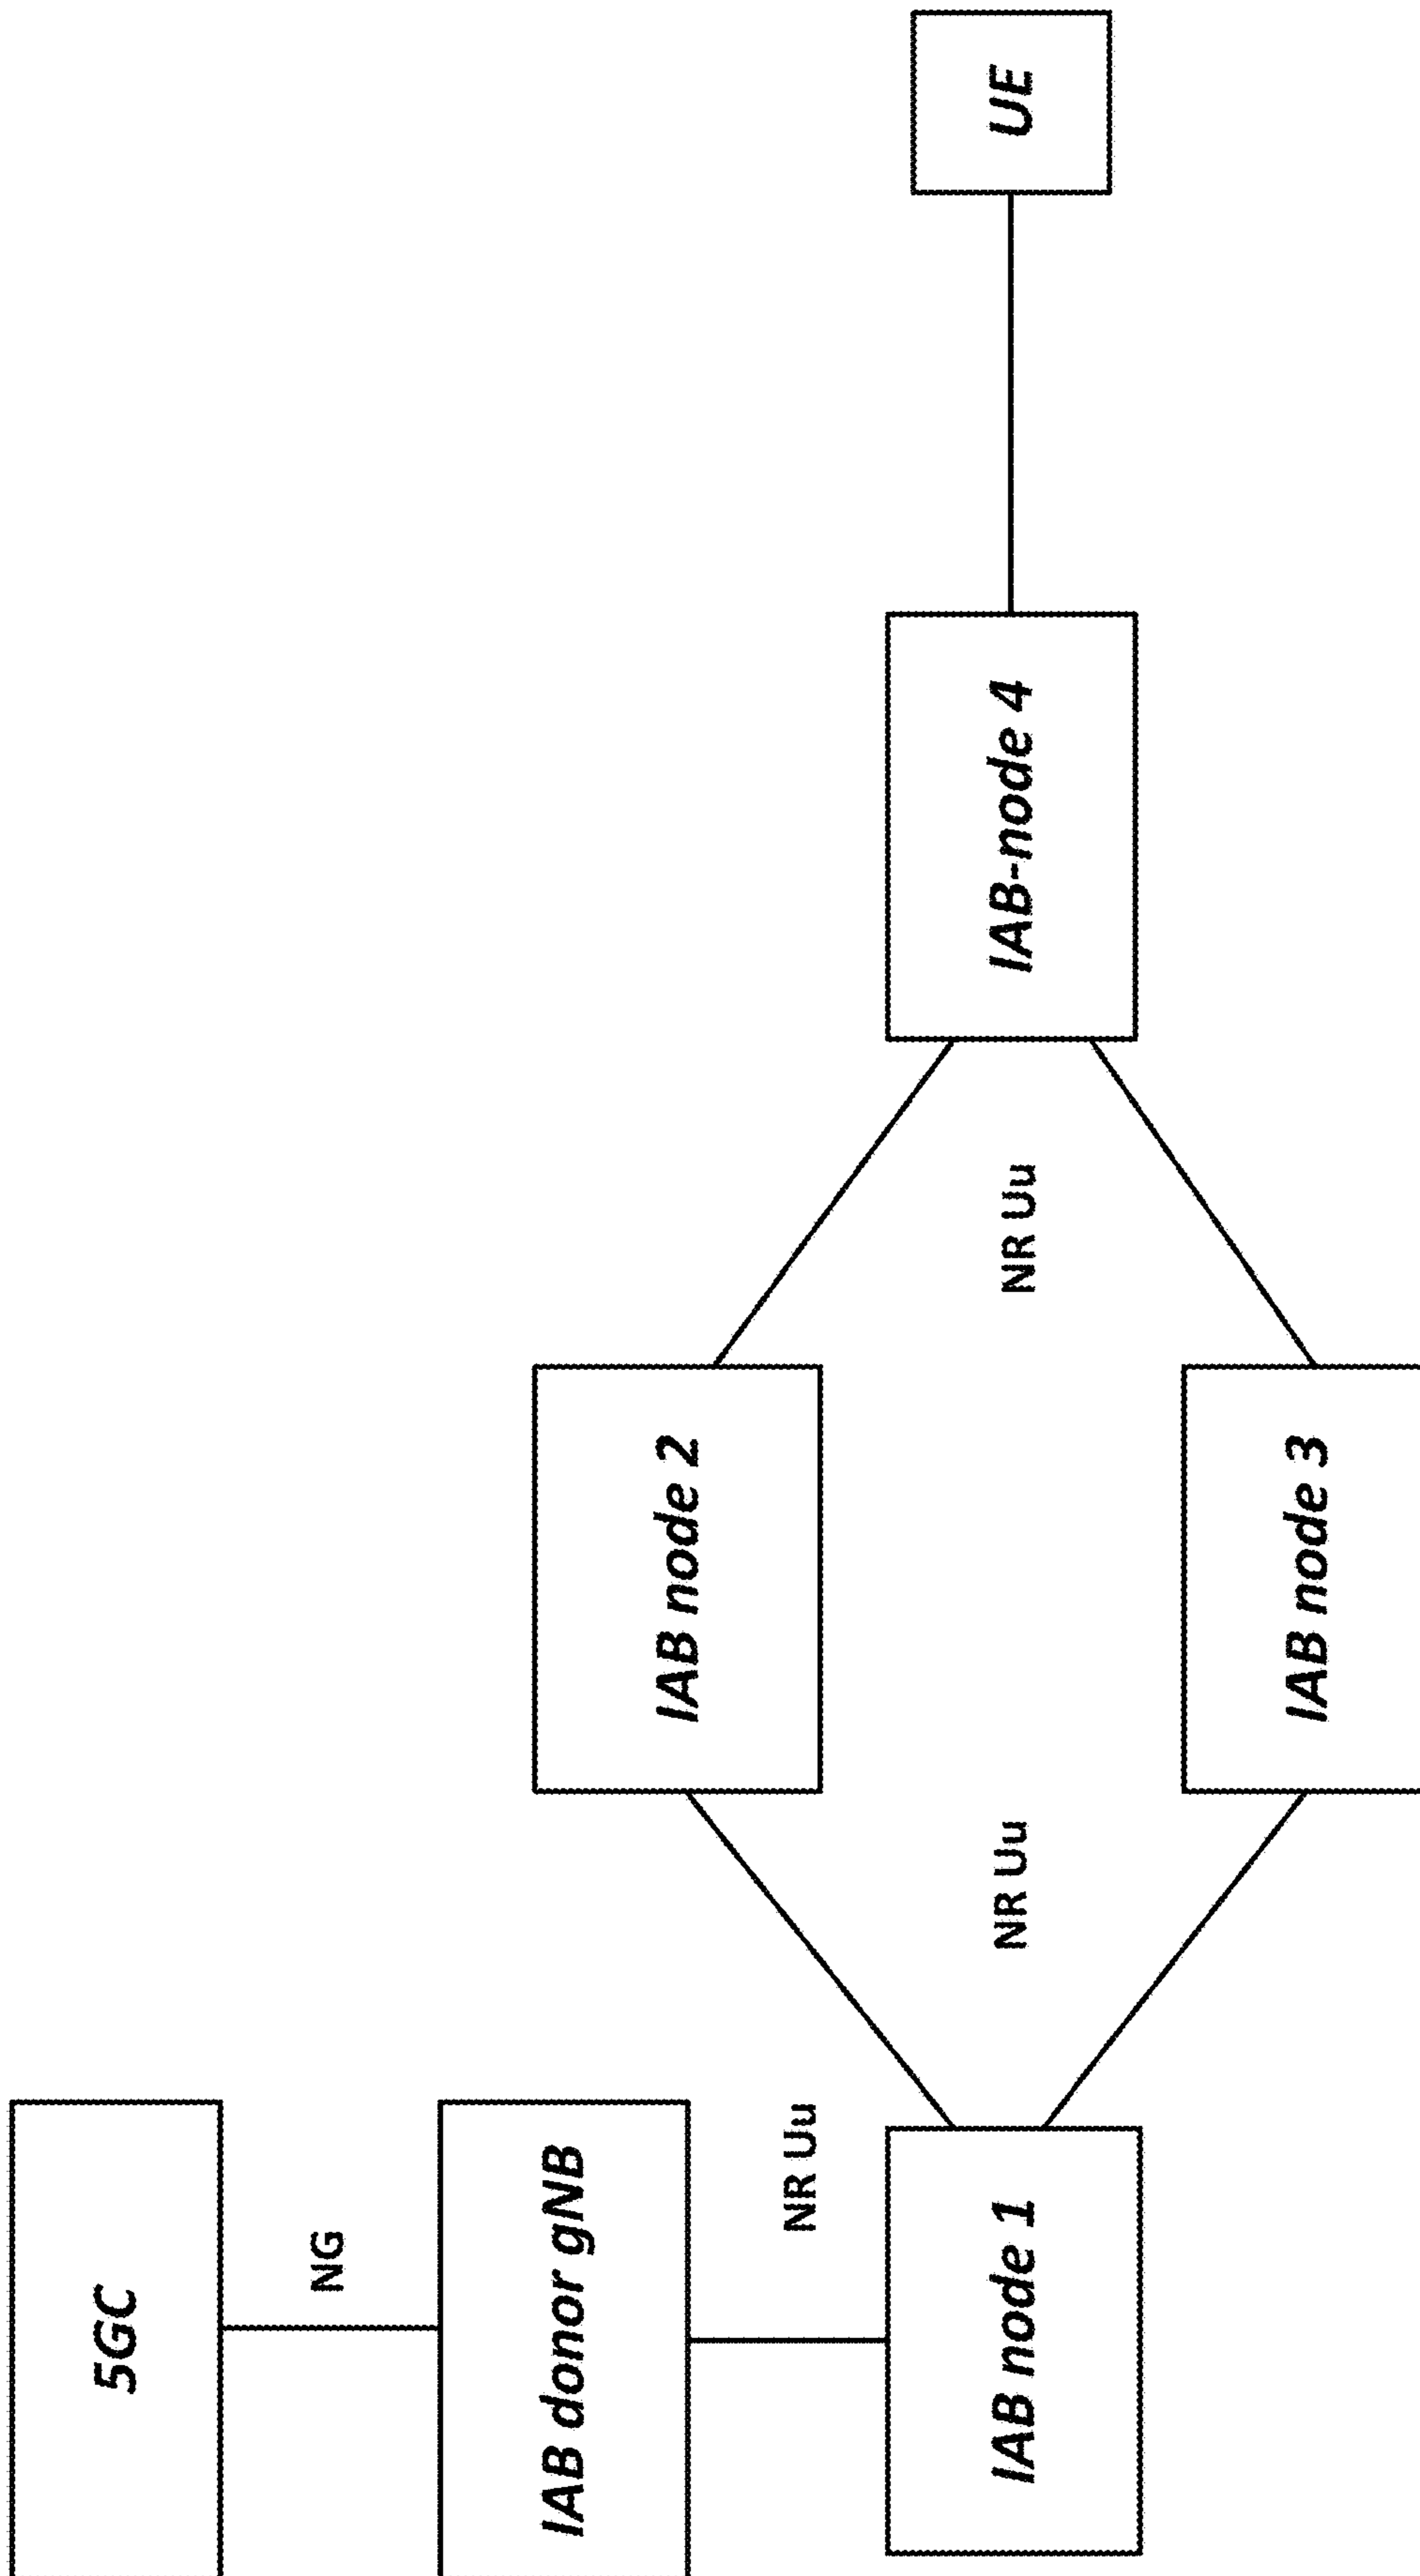 5GC
NG
IAB donor gNB
NR Uu
IAB node 1
NR Uu
IAB node 2
IAB node 3
NR Uu
IAB-node 4
UE